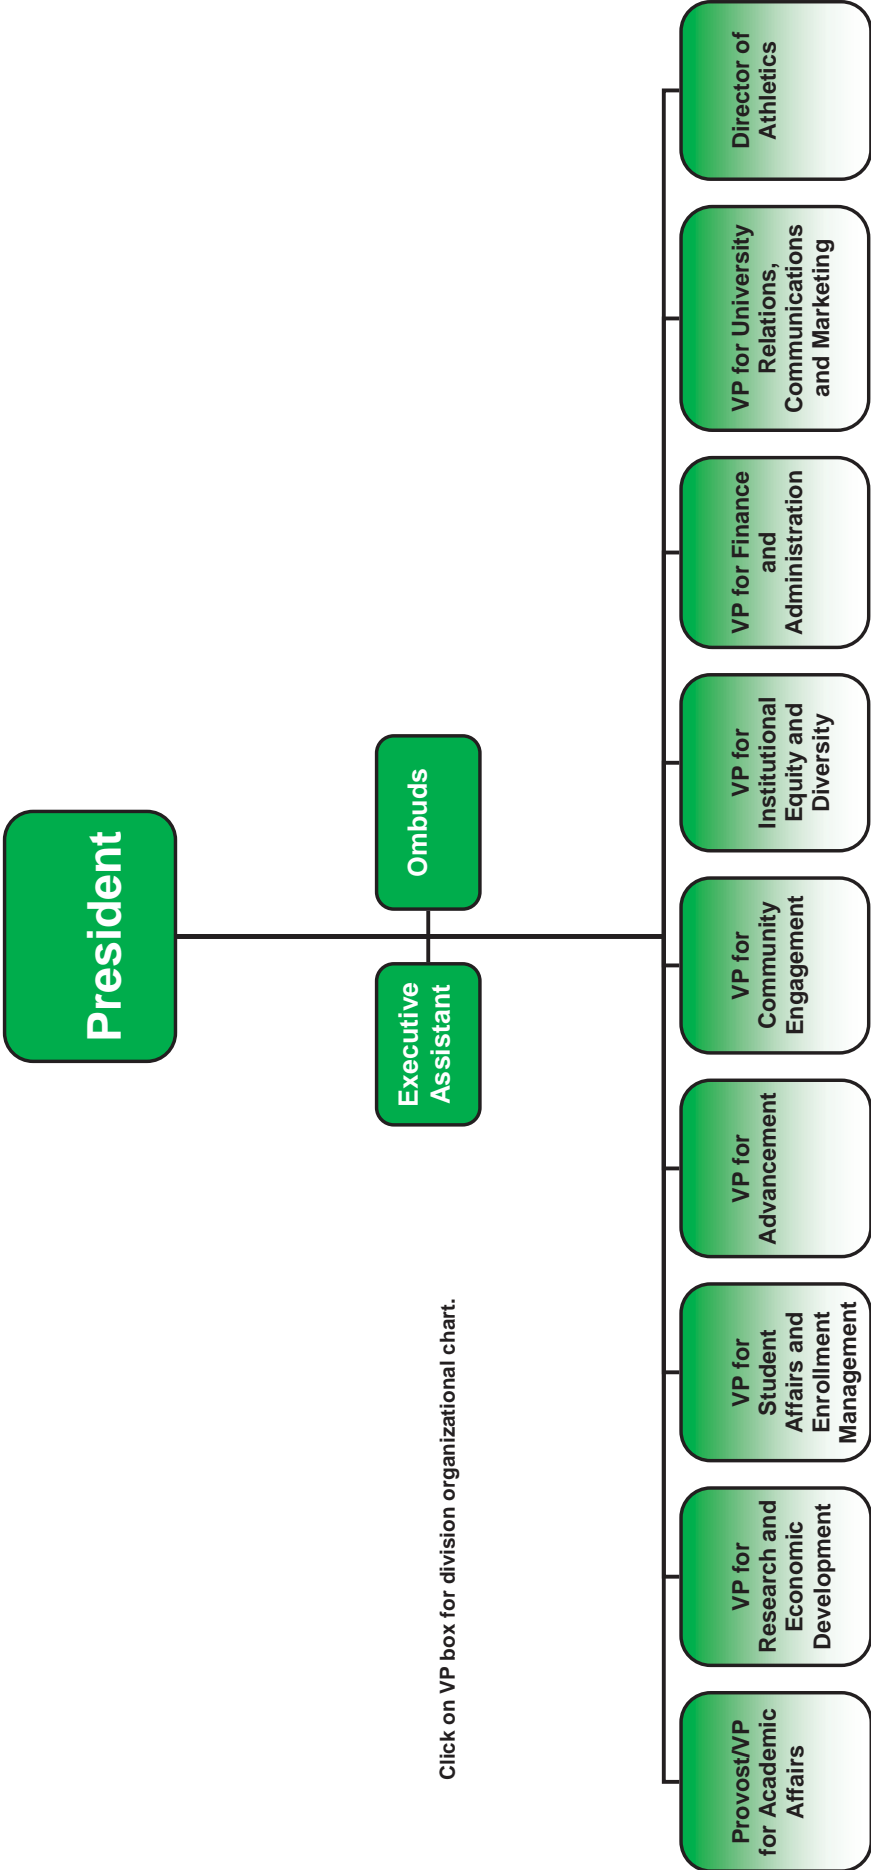 President
Executive
Assistant
Ombuds
Click on VP box for division organizational chart.
Provost/VP
for Academic
Affairs
VP for
Research and
Economic
Development
VP for
Student
Affairs and
Enrollment
Management
VP for
Advancement
VP for
Community
Engagement
VP for
Institutional
Equity and
Diversity
VP for Finance
and
Administration
VP for University
Relations,
Communications
and Marketing
Director of
Athletics